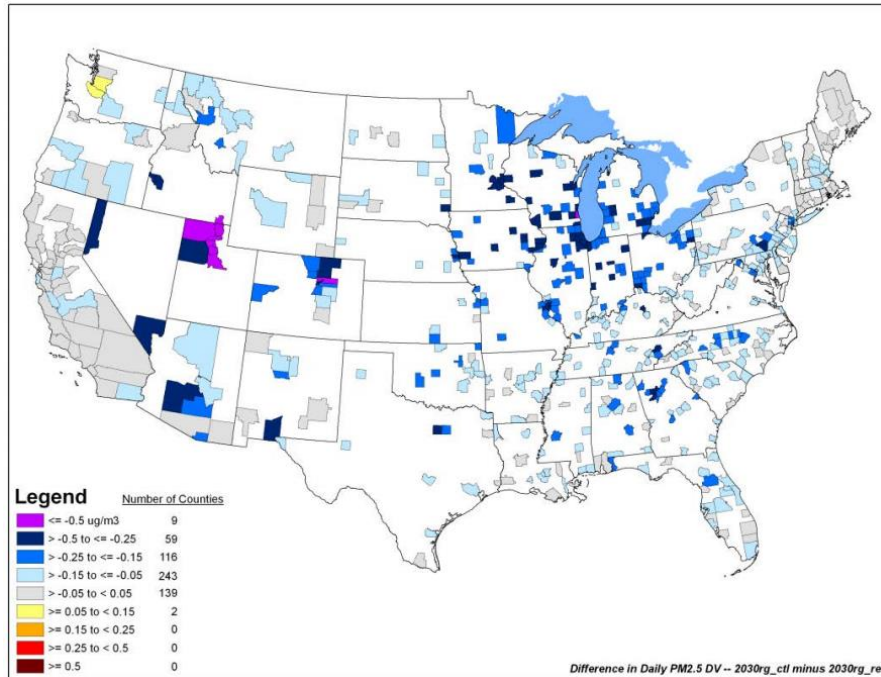 Legend Number of Counties
<= -0.5 ug/m3 9
> -0.5 to <= -0.25 59
> -0.25 to <= -0.15 116
> -0.15 to <= -0.05 243
> -0.05 to < 0.05 139
>= 0.05 to < 0.15 2
>= 0.15 to < 0.25 0
>= 0.25 to < 0.5 0
>= 0.5 0
Difference in Daily PM2.5 DV -- 2030rg_ctl minus 2030rg_re